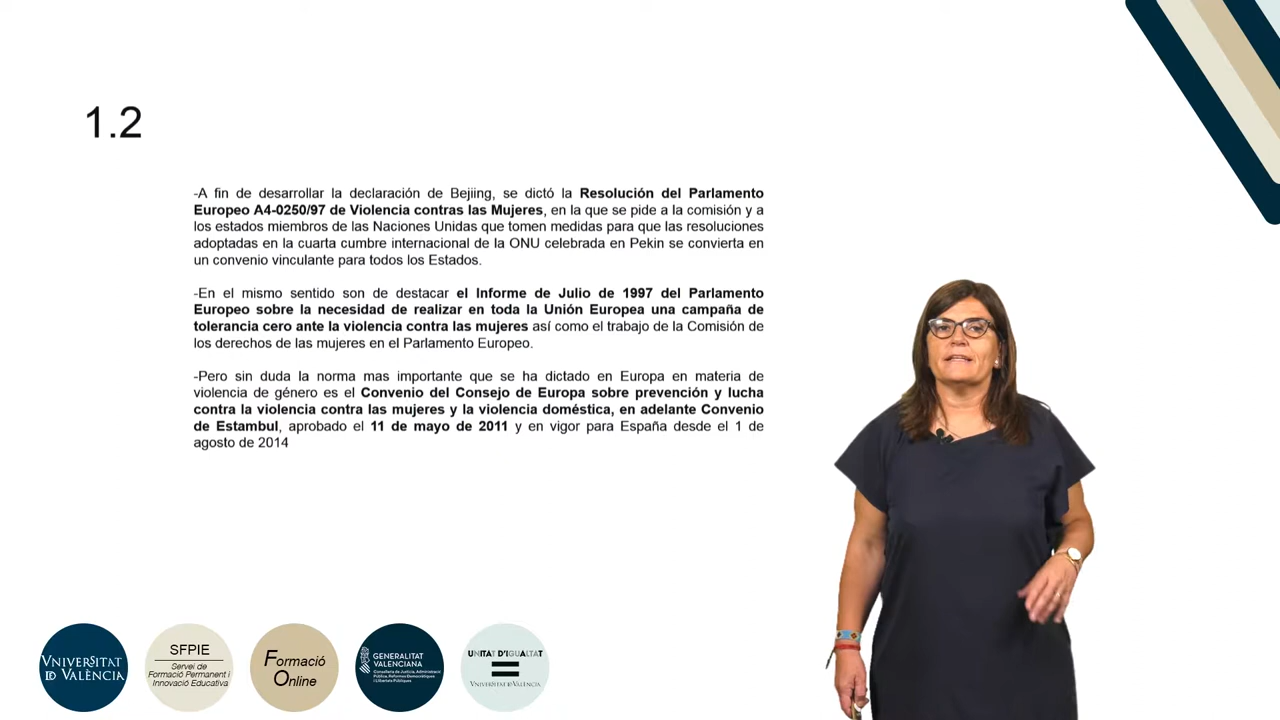 1.2
-A fin de desarrollar la declaración de Bejiing, se dictó la Resolución del Parlamento
Europeo A4-0250/97 de Violencia contras las Mujeres, en la que se pide a la comisión y a
los estados miembros de las Naciones Unidas que tomen medidas para que las resoluciones
adoptadas en la cuarta cumbre internacional de la ONU celebrada en Pekin se convierta en
un convenio vinculante para todos los Estados.
-En el mismo sentido son de destacar el Informe de Julio de 1997 del Parlamento
Europeo sobre la necesidad de realizar en toda la Unión Europea una campaña de
tolerancia cero ante la violencia contra las mujeres así como el trabajo de la Comisión de
los derechos de las mujeres en el Parlamento Europeo.
-Pero sin duda la norma mas importante que se ha dictado en Europa en materia de
violencia de género es el Convenio del Consejo de Europa sobre prevención y lucha
contra la violencia contra las mujeres y la violencia doméstica, en adelante Convenio
de Estambul, aprobado el 11 de mayo de 2011 y en vigor para España desde el 1 de
agosto de 2014
VNIVERSITAT
ID VALÈNCIA
SFPIE
Servei de
Formació Permanent i
Innovació Educativa
Formació
Online
GENERALITAT
VALENCIANA
Conselleria de Justícia, Administració
Pública, Reformes Democràtiques
i Llibertats Públiques
UNITAT D'IGUALTAT
VNIVERSITAT ID VALÈNCIA